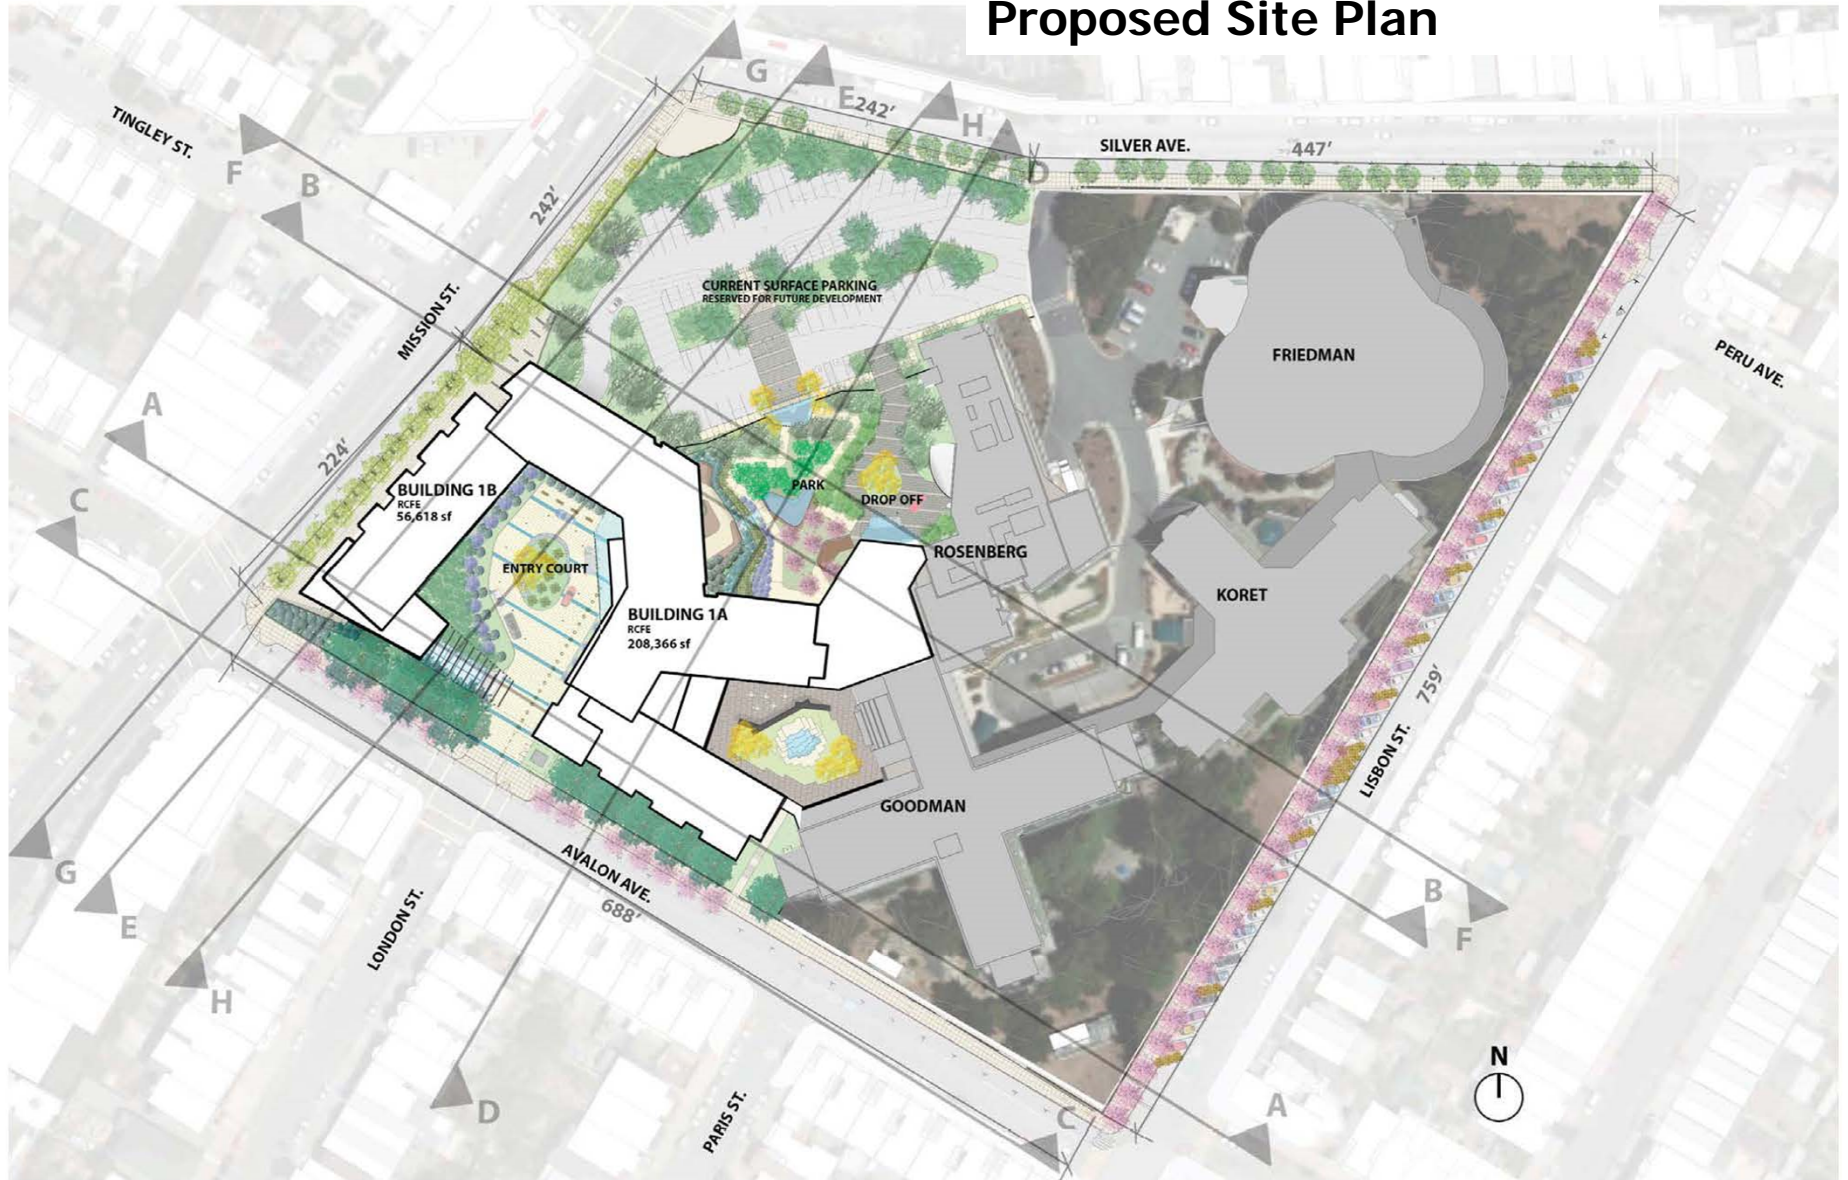 Proposed Site Plan
G
E
242'
H
D
SILVER AVE.
447'
TINGLEY ST.
F
B
242'
MISSION ST.
CURRENT SURFACE PARKING
RESERVED FOR FUTURE DEVELOPMENT
FRIEDMAN
PERU AVE.
A
224'
C
BUILDING 1B
RCFE
56,618 sf
PARK
DROP OFF
ENTRY COURT
ROSENBERG
KORET
BUILDING 1A
RCFE
208,366 sf
759'
LISBON ST.
GOODMAN
AVALON AVE.
688'
G
E
H
LONDON ST.
B
F
D
PARIS ST.
C
A
N